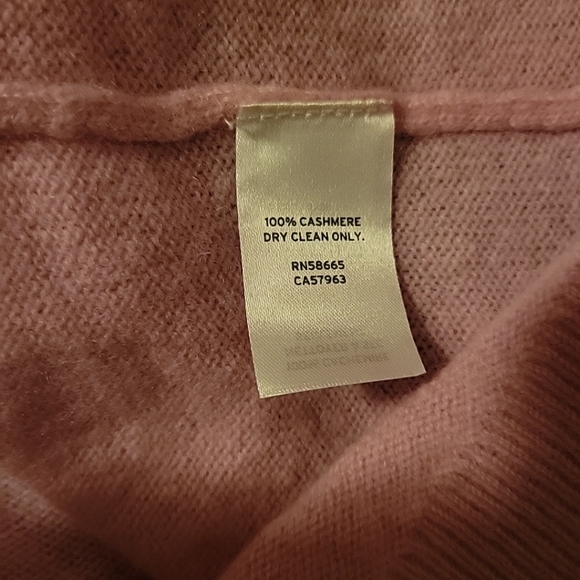 100% CASHMERE
DRY CLEAN ONLY.
RN58665
CA57963